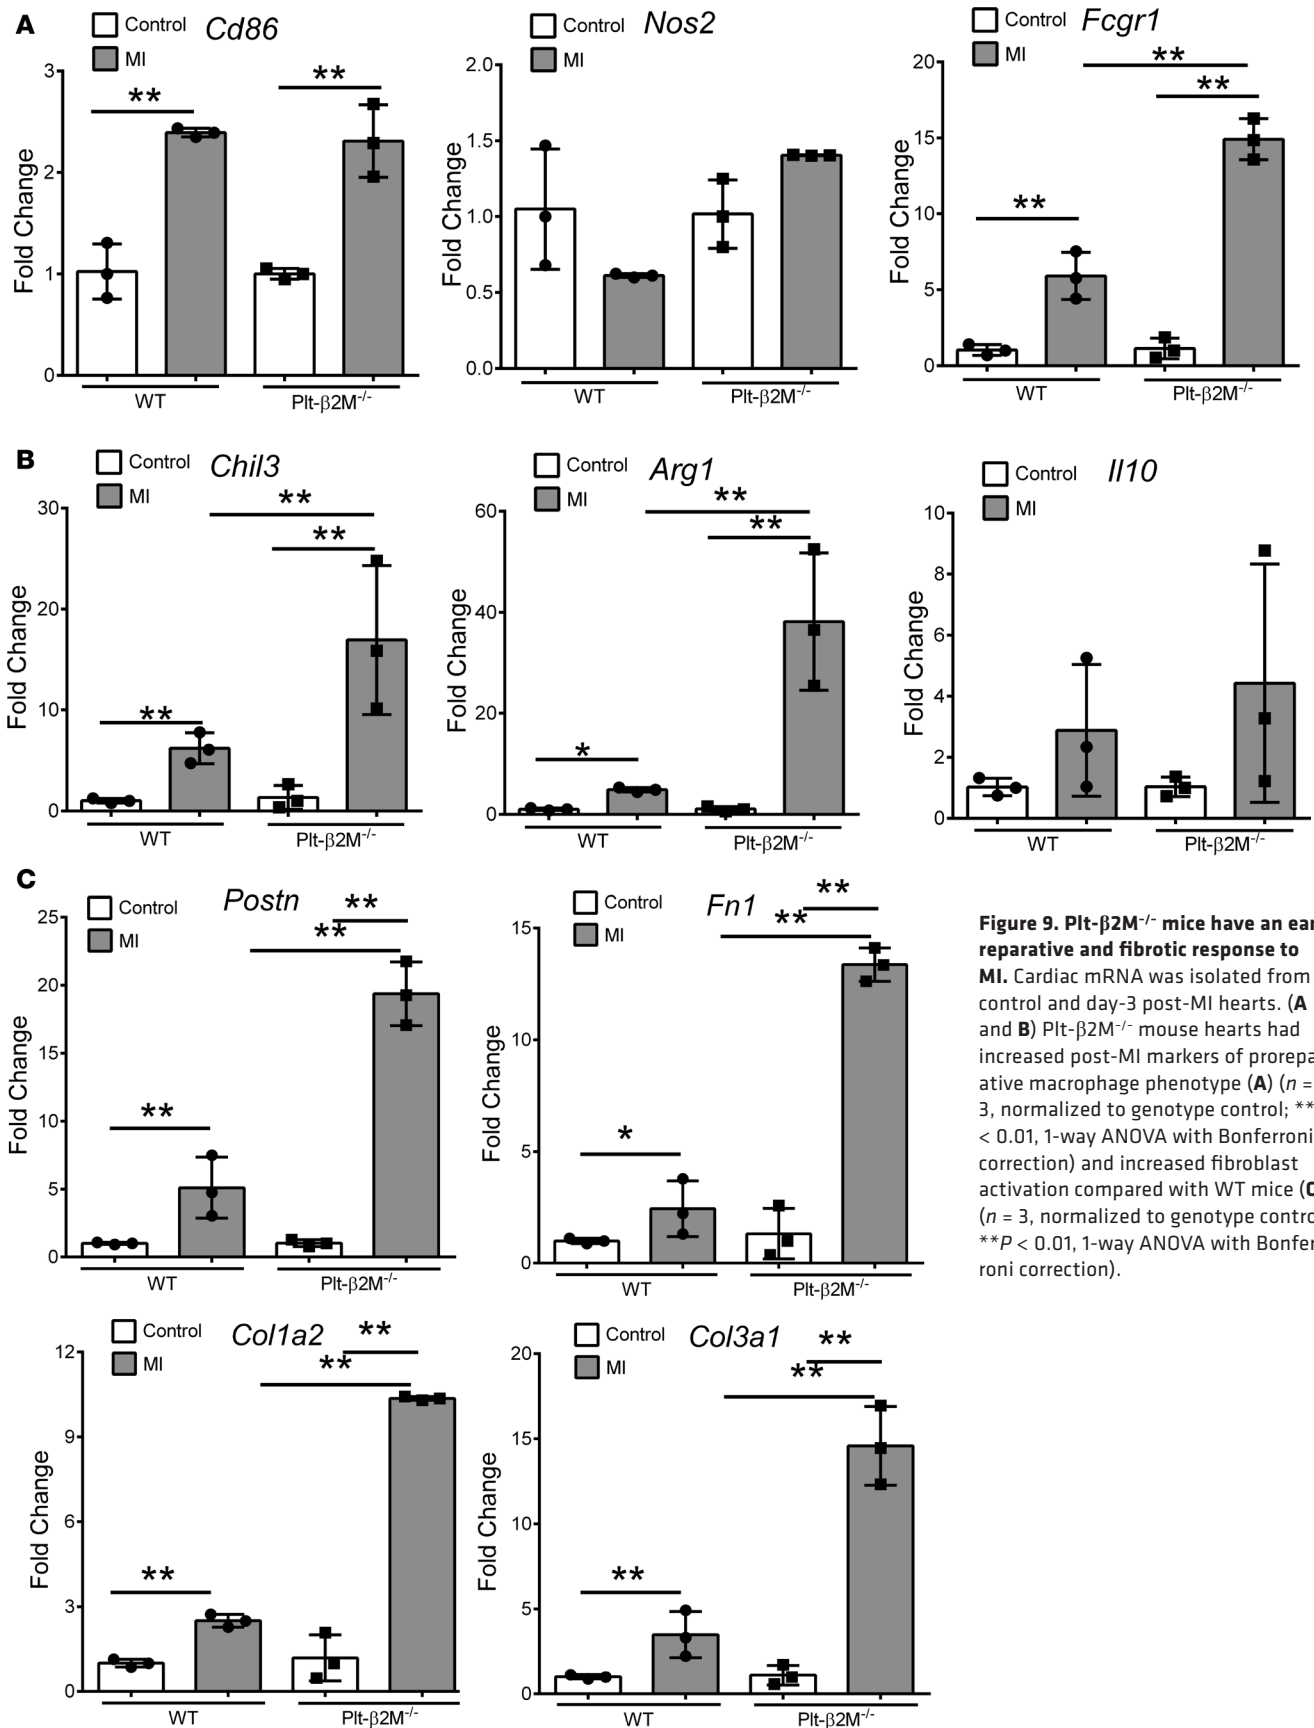 A
Control
MI
Cd86
Fold Change
3
2
1
0
**
**
WT
Plt-β2M-/-
Control
MI
Nos2
Fold Change
2.0
1.5
1.0
0.5
0.0
WT
Plt-β2M-/-
Control
MI
Fcgr1
Fold Change
20
15
10
5
0
**
**
**
WT
Plt-β2M-/-
B
Control
MI
Chil3
Fold Change
30
20
10
0
**
**
**
WT
Plt-β2M-/-
Control
MI
Arg1
Fold Change
60
40
20
0
**
**
*
WT
Plt-β2M-/-
Control
MI
Il10
Fold Change
10
8
6
4
2
0
WT
Plt-β2M-/-
C
Control
MI
Postn
Fold Change
25
20
15
10
5
0
**
**
**
WT
Plt-β2M-/-
Control
MI
Fn1
Fold Change
15
10
5
0
**
**
*
WT
Plt-β2M-/-
Figure 9. Plt-β2M-/- mice have an ear
reparative and fibrotic response to
MI. Cardiac mRNA was isolated from
control and day-3 post-MI hearts. (A
and B) Plt-β2M-/- mouse hearts had
increased post-MI markers of prorepa
ative macrophage phenotype (A) (n =
3, normalized to genotype control; **
< 0.01, 1-way ANOVA with Bonferroni
correction) and increased fibroblast
activation compared with WT mice (C
(n = 3, normalized to genotype contro
**P < 0.01, 1-way ANOVA with Bonfer
roni correction).
Control
MI
Col1a2
Fold Change
12
9
6
3
0
**
**
**
WT
Plt-β2M-/-
Control
MI
Col3a1
Fold Change
20
15
10
5
0
**
**
**
WT
Plt-β2M-/-